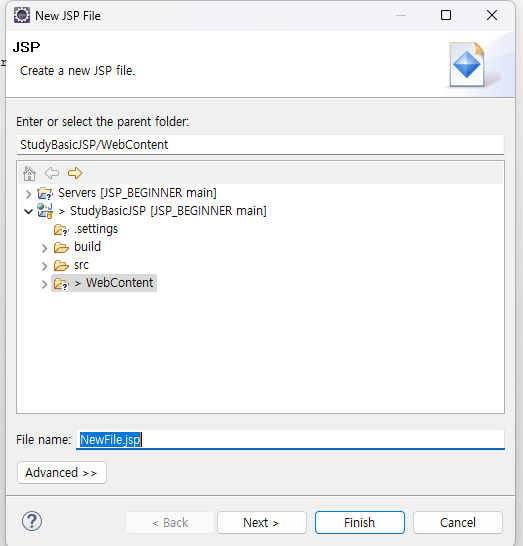 New JSP File
JSP
Create a new JSP file.
Enter or select the parent folder:
StudyBasicJSP/WebContent
Servers [JSP_BEGINNER main]
> StudyBasicJSP [JSP_BEGINNER main]
.settings
build
src
> WebContent
File name: NewFile.jsp
Advanced >>
< Back Next > Finish Cancel